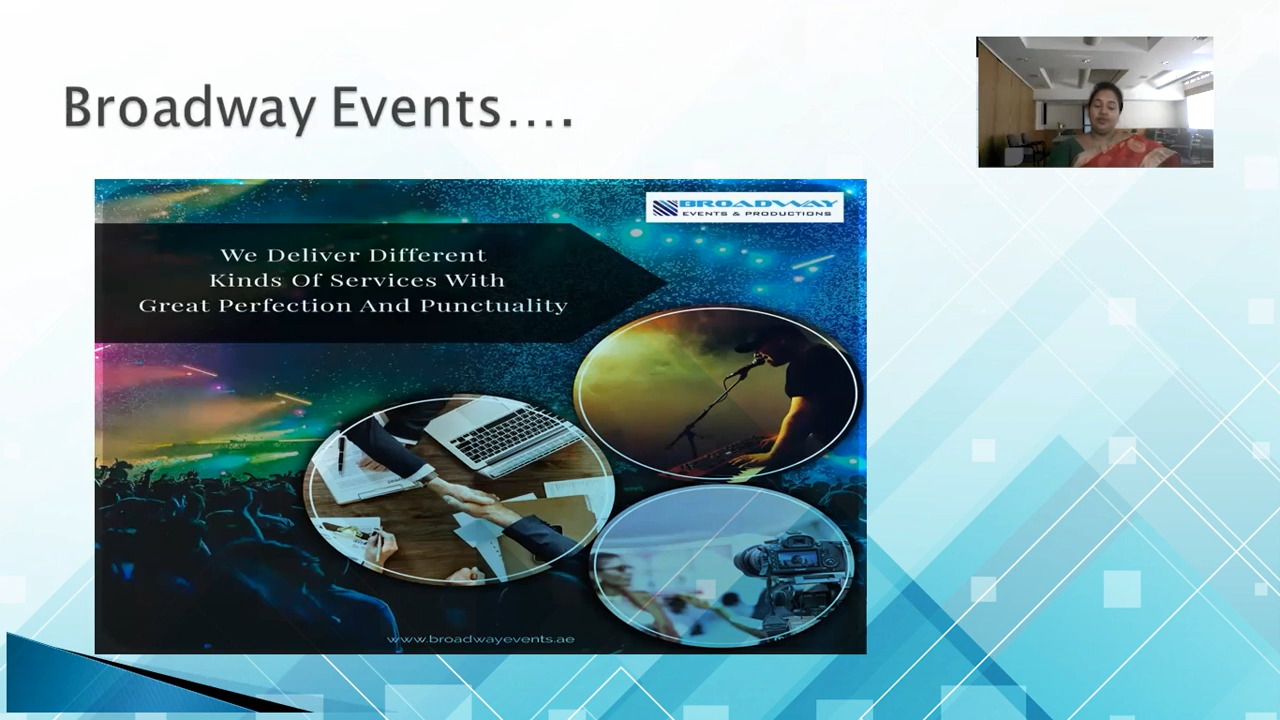 Broadway Events....
BROADWAY
EVENTS & PRODUCTIONS
We Deliver Different
Kinds Of Services With
Great Perfection And Punctuality
www.broadwayevents.ae